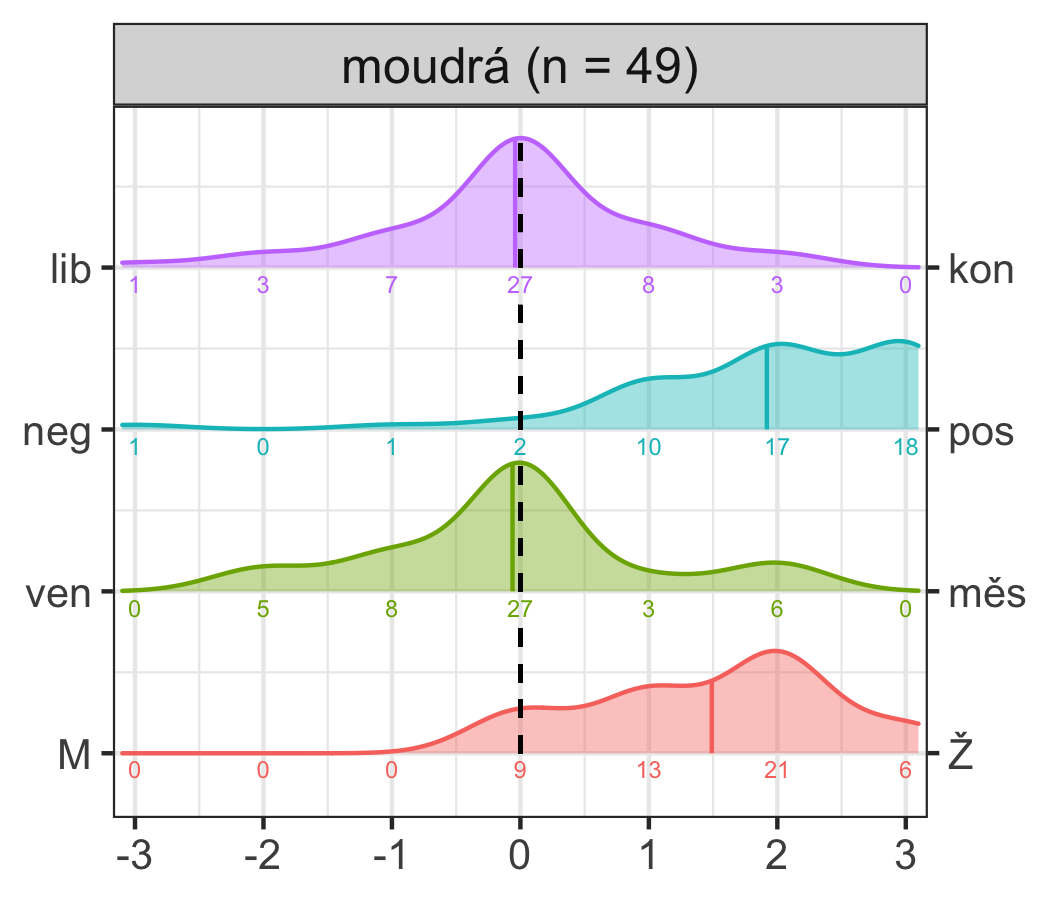 moudrá (n = 49)
lib kon
1 3 7 27 8 3 0
neg pos
1 0 1 2 10 17 18
ven měs
0 5 8 27 3 6 0
M Ž
0 0 0 9 13 21 6
-3 -2 -1 0 1 2 3